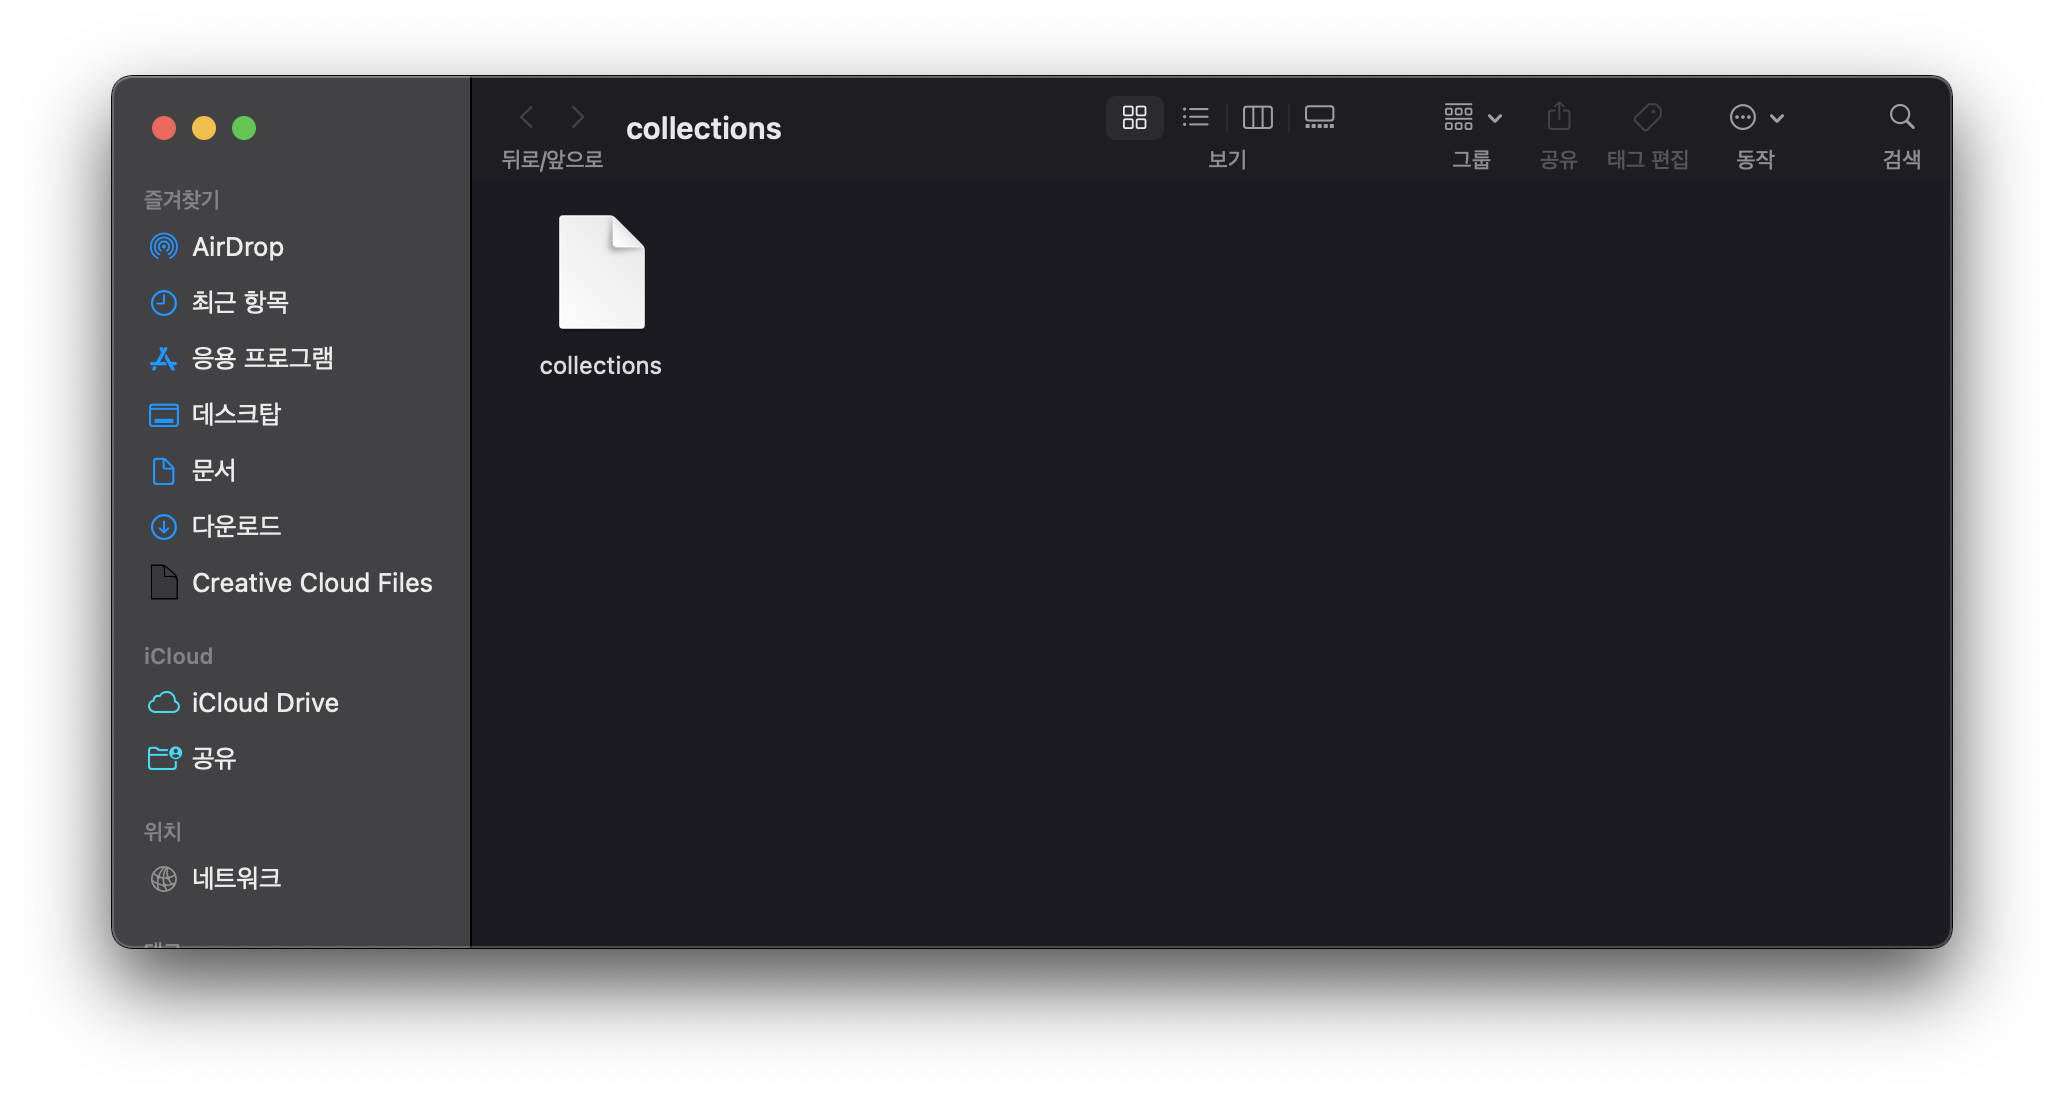 collections
뒤로/앞으로
보기
그룹
공유
태그 편집
동작
검색
즐겨찾기
AirDrop
최근 항목
응용 프로그램
데스크탑
문서
다운로드
Creative Cloud Files
iCloud
iCloud Drive
공유
위치
네트워크
collections